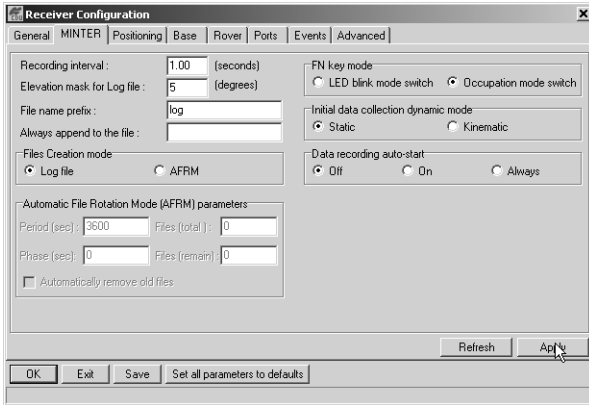 Receiver Configuration
General MINTER Positioning Base Rover Ports Events Advanced
Recording interval : 1.00 (seconds)
Elevation mask for Log file : 5 (degrees)
File name prefix : log
Always append to the file :
Files Creation mode
Log file AFRM
Automatic File Rotation Mode (AFRM) parameters
Period (sec) : 3600 Files (total ) : 0
Phase (sec): 0 Files (remain) : 0
Automatically remove old files
FN key mode
LED blink mode switch Occupation mode switch
Initial data collection dynamic mode
Static Kinematic
Data recording auto-start
Off On Always
Refresh Apply
OK Exit Save Set all parameters to defaults